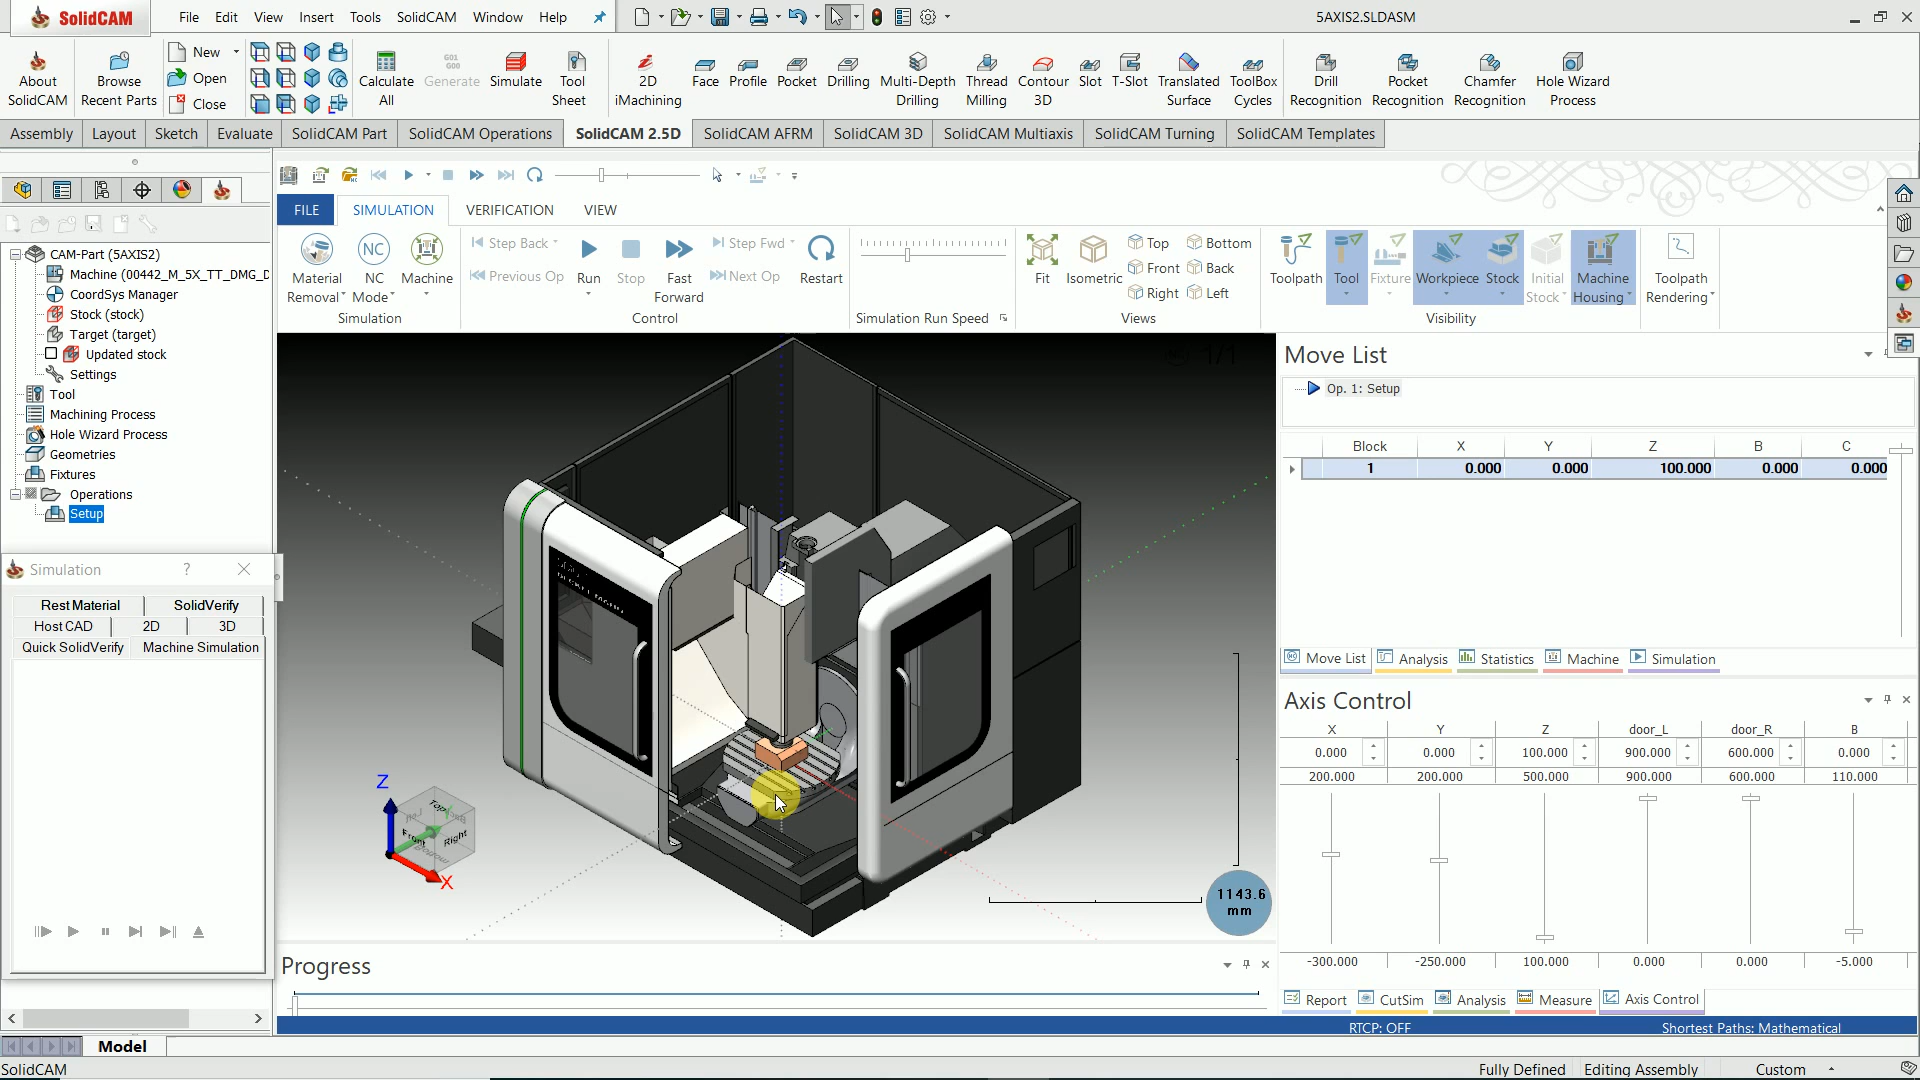 SolidCAM
File Edit View Insert Tools SolidCAM Window Help
5AXIS2.SLDASM
About SolidCAM
Browse Recent Parts
New
Open
Close
Calculate All
G01 G00
Generate
Simulate
Tool Sheet
2D iMachining
Face
Profile
Pocket
Drilling
Multi-Depth Drilling
Thread Milling
Contour 3D
Slot
T-Slot
Translated Surface
ToolBox Cycles
Drill Recognition
Pocket Recognition
Chamfer Recognition
Hole Wizard Process
Assembly Layout Sketch Evaluate SolidCAM Part SolidCAM Operations SolidCAM 2.5D SolidCAM AFRM SolidCAM 3D SolidCAM Multiaxis SolidCAM Turning SolidCAM Templates
CAM-Part (5AXIS2)
Machine (00442_M_5X_TT_DMG_D
CoordSys Manager
Stock (stock)
Target (target)
Updated stock
Settings
Tool
Machining Process
Hole Wizard Process
Geometries
Fixtures
Operations
Setup
Simulation ?
Rest Material SolidVerify
Host CAD 2D 3D
Quick SolidVerify Machine Simulation
FILE SIMULATION VERIFICATION VIEW
Material Removal
NC
NC Mode
Machine
Simulation
Step Back
Previous Op
Run
Stop
Fast Forward
Step Fwd
Next Op
Restart
Control
Simulation Run Speed
Fit
Isometric
Top Bottom
Front Back
Right Left
Views
Toolpath
Tool
Fixture
Workpiece
Stock
Initial Stock
Machine Housing
Visibility
Toolpath Rendering
1/1
Z
Top
Front Right
X
1143.6 mm
Progress
Move List
Op. 1: Setup
Block X Y Z B C
1 0.000 0.000 100.000 0.000 0.000
Move List Analysis Statistics Machine Simulation
Axis Control
X Y Z door_L door_R B
0.000 0.000 100.000 900.000 600.000 0.000
200.000 200.000 500.000 900.000 600.000 110.000
-300.000 -250.000 100.000 0.000 0.000 -5.000
Report CutSim Analysis Measure Axis Control
RTCP: OFF Shortest Paths: Mathematical
Model
SolidCAM
Fully Defined Editing Assembly Custom